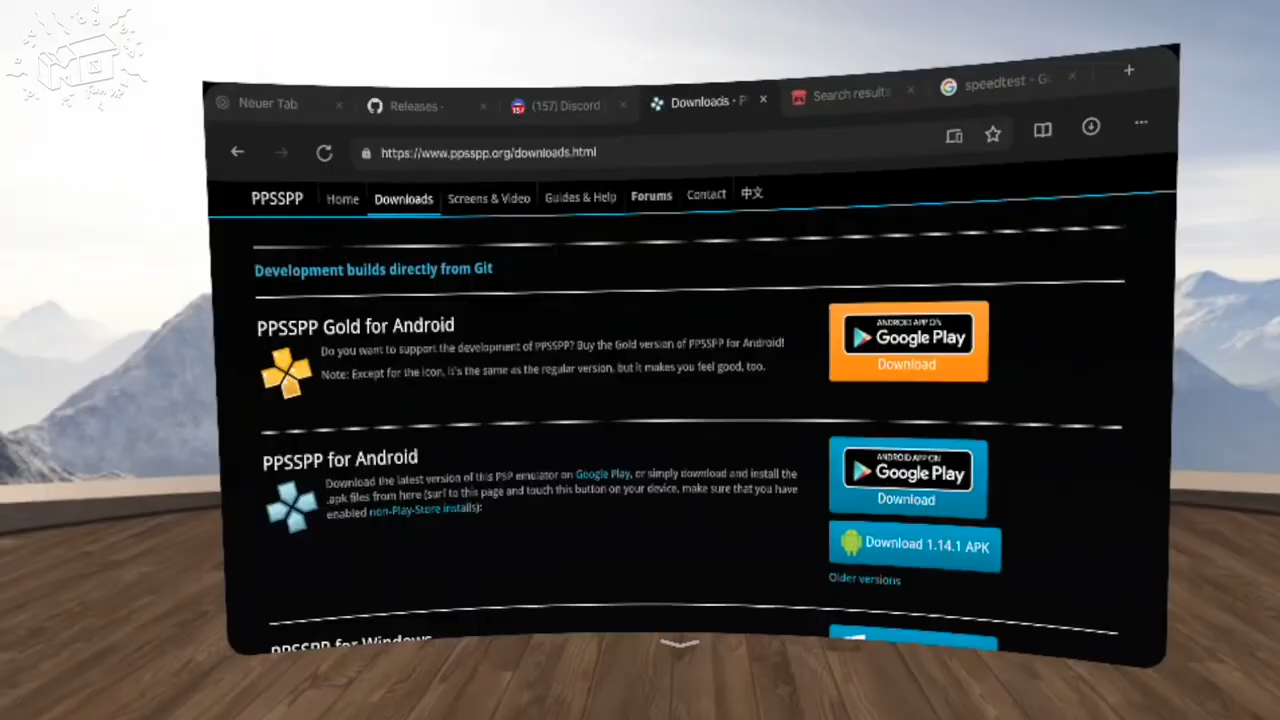 Neuer Tab
Releases ·
(157) Discord
Downloads - P
Search results
speedtest - Go
https://www.ppsspp.org/downloads.html
PPSSPP
Home
Downloads
Screens & Video
Guides & Help
Forums
Contact
中文
Development builds directly from Git
PPSSPP Gold for Android
Do you want to support the development of PPSSPP? Buy the Gold version of PPSSPP for Android!
Note: Except for the icon, it's the same as the regular version, but it makes you feel good, too.
ANDROID APP ON
Google Play
Download
PPSSPP for Android
Download the latest version of this PSP emulator on Google Play, or simply download and install the
.apk files from here (surf to this page and touch this button on your device, make sure that you have
enabled non-Play-Store installs):
ANDROID APP ON
Google Play
Download
Download 1.14.1 APK
Older versions
PPSSPP for Windows